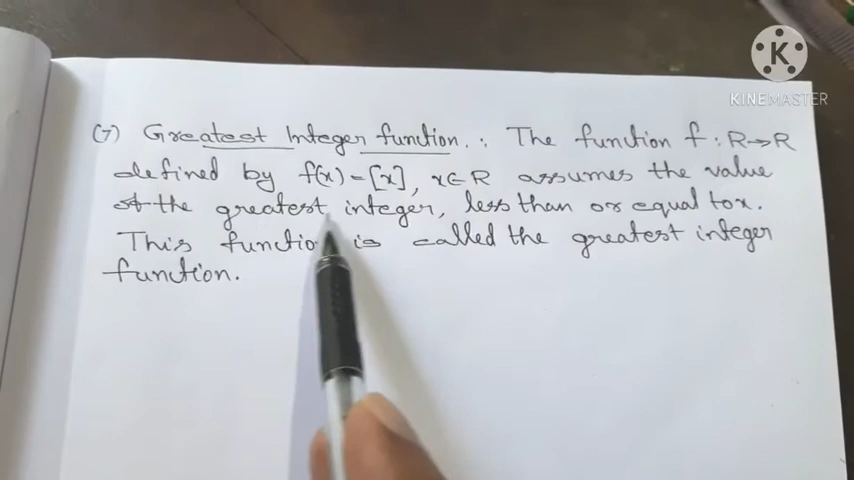 K
KINEMASTER
(7) Greatest Integer function.: The function f: R→R
defined by f(x) = [x], x∈R assumes the value
of the greatest integer, less than or equal to x.
This function is called the greatest integer
function.